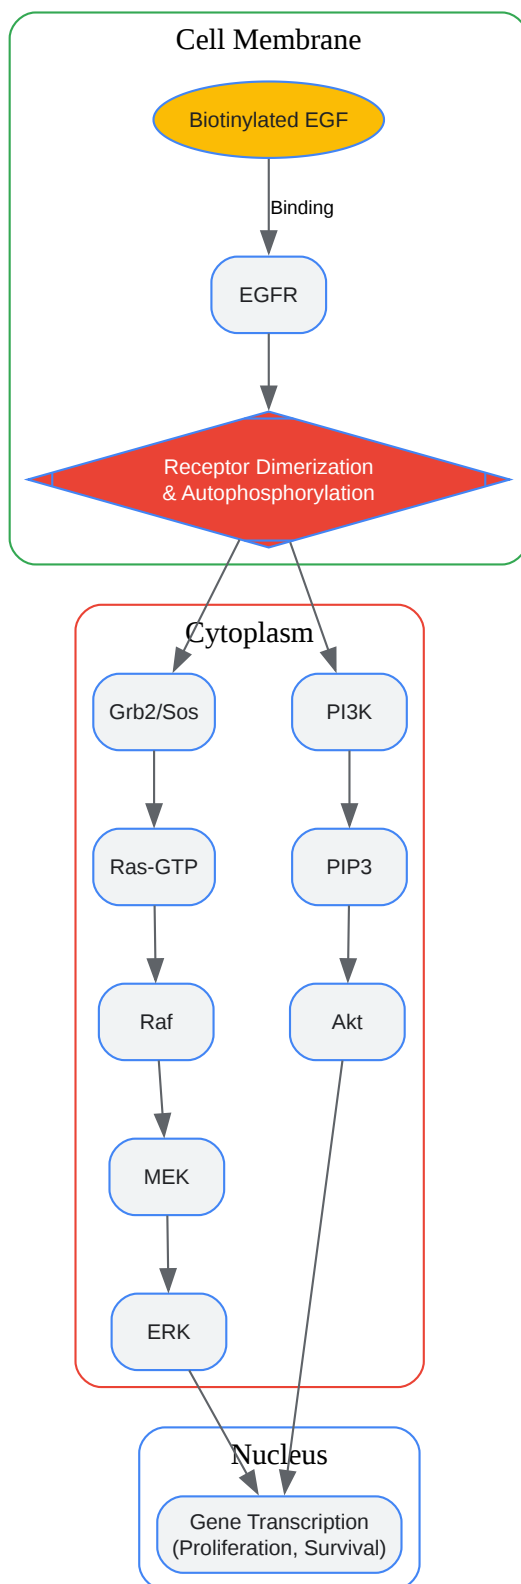 Cell Membrane
Biotinylated EGF
Binding
EGFR
Receptor Dimerization
& Autophosphorylation
Cytoplasm
Grb2/Sos
PI3K
Ras-GTP
PIP3
Raf
Akt
MEK
ERK
Nucleus
Gene Transcription
(Proliferation, Survival)